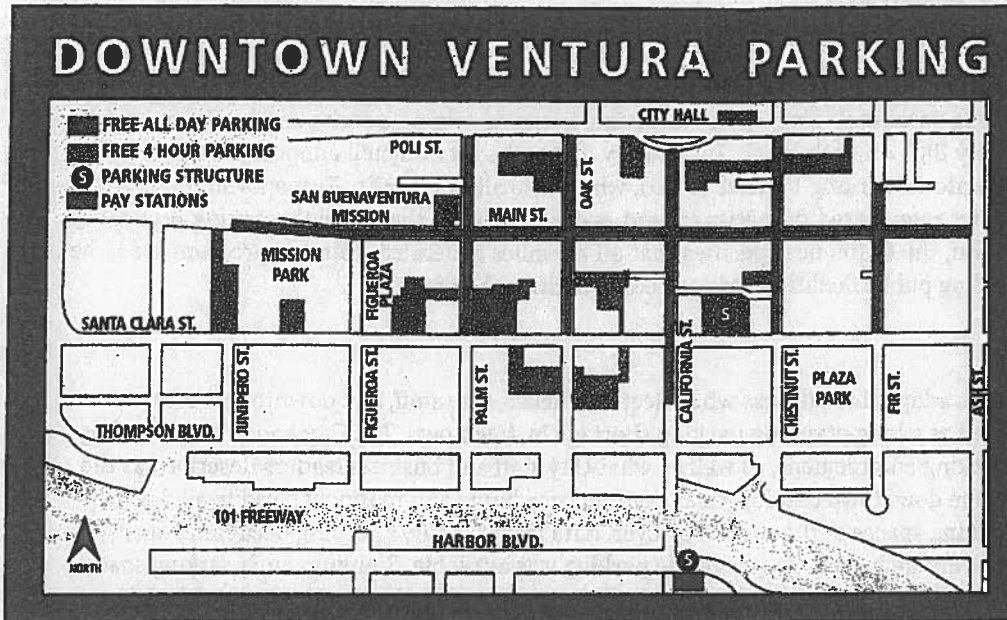 DOWNTOWN VENTURA PARKING
FREE ALL DAY PARKING
FREE 4 HOUR PARKING
S PARKING STRUCTURE
PAY STATIONS
CITY HALL
POLI ST.
OAK ST.
SAN BUENAVENTURA
MISSION
MAIN ST.
MISSION
PARK
FIGUEROA
PLAZA
SANTA CLARA ST.
S
CALIFORNIA ST.
JUNIPERO ST.
FIGUEROA ST.
PALM ST.
CHESTNUT ST.
PLAZA
PARK
FIR ST.
ASH ST.
THOMPSON BLVD.
101 FREEWAY
HARBOR BLVD.
NORTH
S